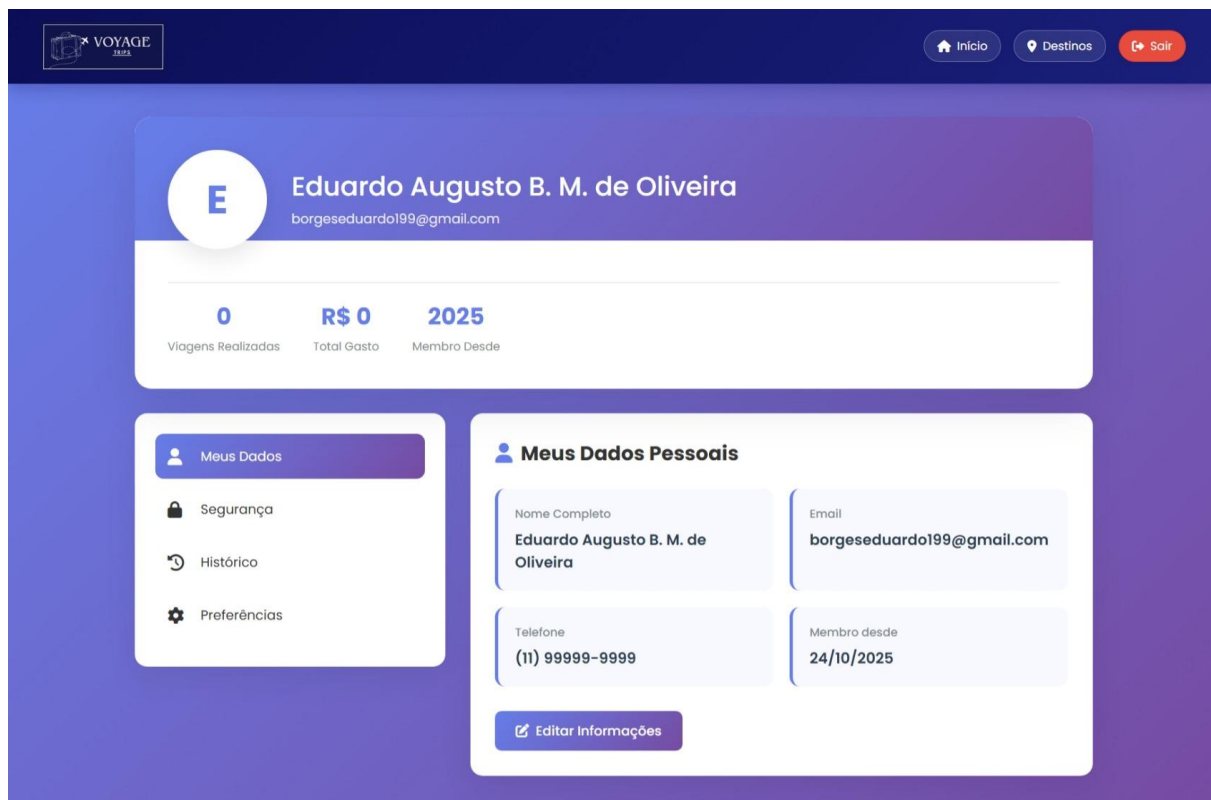 VOYAGE
TRIPS
Início
Destinos
Sair
E
Eduardo Augusto B. M. de Oliveira
borgeseduardo199@gmail.com
0
R$ 0
2025
Viagens Realizadas
Total Gasto
Membro Desde
Meus Dados
Segurança
Histórico
Preferências
Meus Dados Pessoais
Nome Completo
Eduardo Augusto B. M. de
Oliveira
Email
borgeseduardo199@gmail.com
Telefone
(11) 99999-9999
Membro desde
24/10/2025
Editar Informações